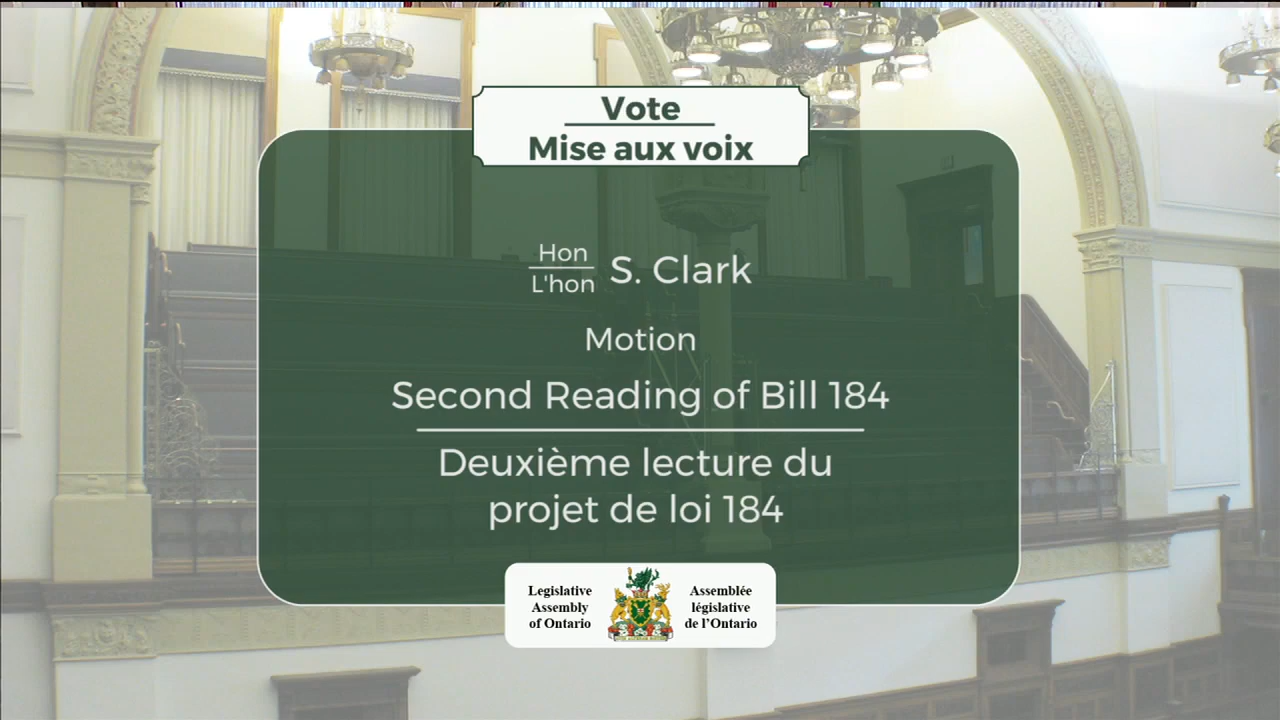 Vote
Mise aux voix
Hon
L'hon
S. Clark
Motion
Second Reading of Bill 184
Deuxième lecture du
projet de loi 184
Legislative
Assembly
of Ontario
Assemblée
législative
de l'Ontario